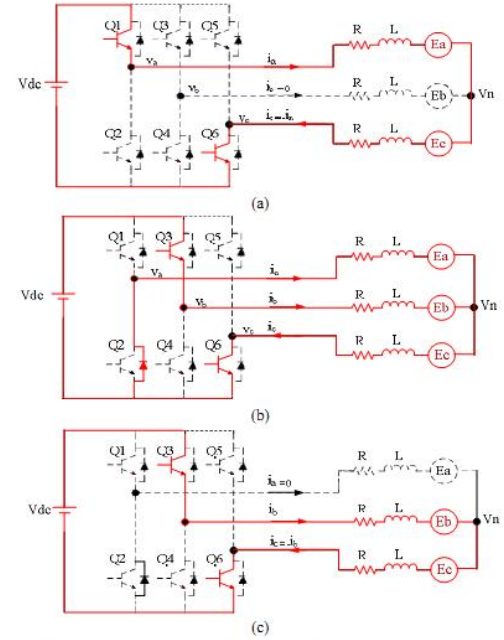 Q1 Q3 Q5
R L Ea
va ia
Vdc
vb ib=0 R L Eb Vn
vc ic=-ia
Q2 Q4 Q6 R L Ec
(a)
Q1 Q3 Q5
R L Ea
va ia
Vdc
vb ib R L Eb Vn
vc ic
Q2 Q4 Q6 R L Ec
(b)
Q1 Q3 Q5
R L Ea
ia=0
Vdc
ib R L Eb Vn
ic=-ib
Q2 Q4 Q6 R L Ec
(c)